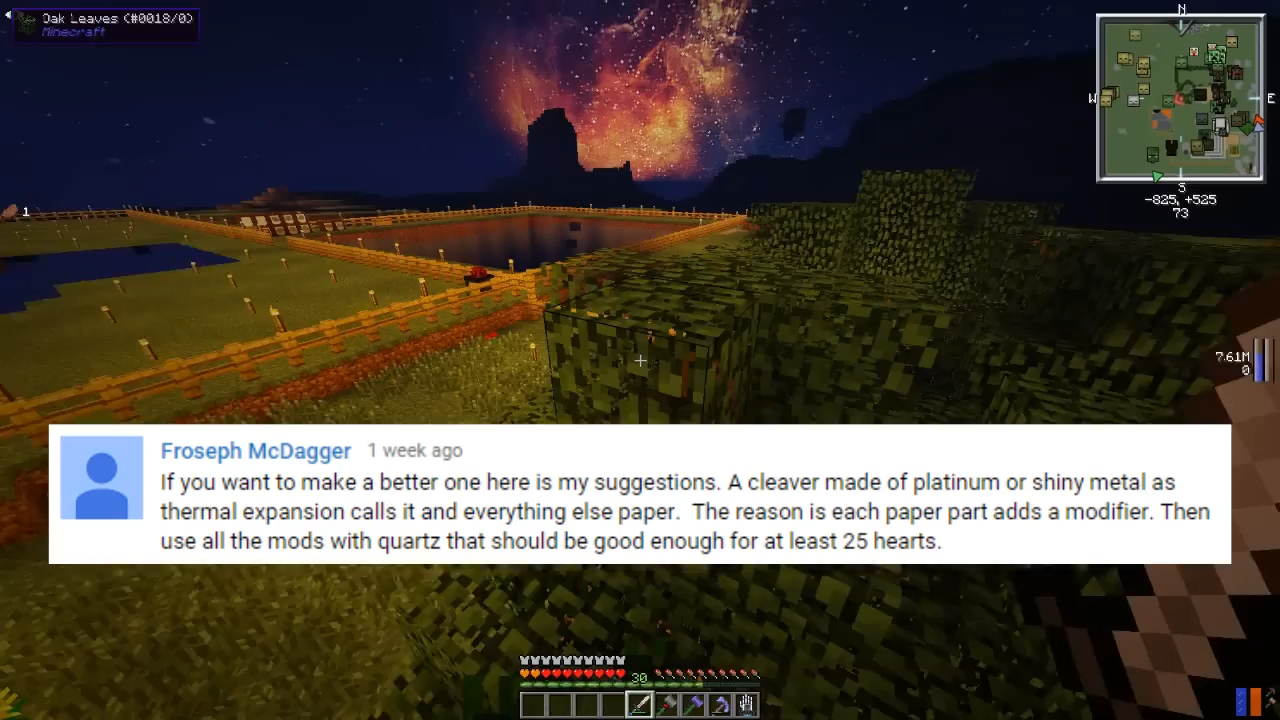 Oak Leaves (#0018/0)
Minecraft
N
W
E
S
-825, +525
73
1
7.61M
0
Froseph McDagger 1 week ago
If you want to make a better one here is my suggestions. A cleaver made of platinum or shiny metal as
thermal expansion calls it and everything else paper.  The reason is each paper part adds a modifier. Then
use all the mods with quartz that should be good enough for at least 25 hearts.
30